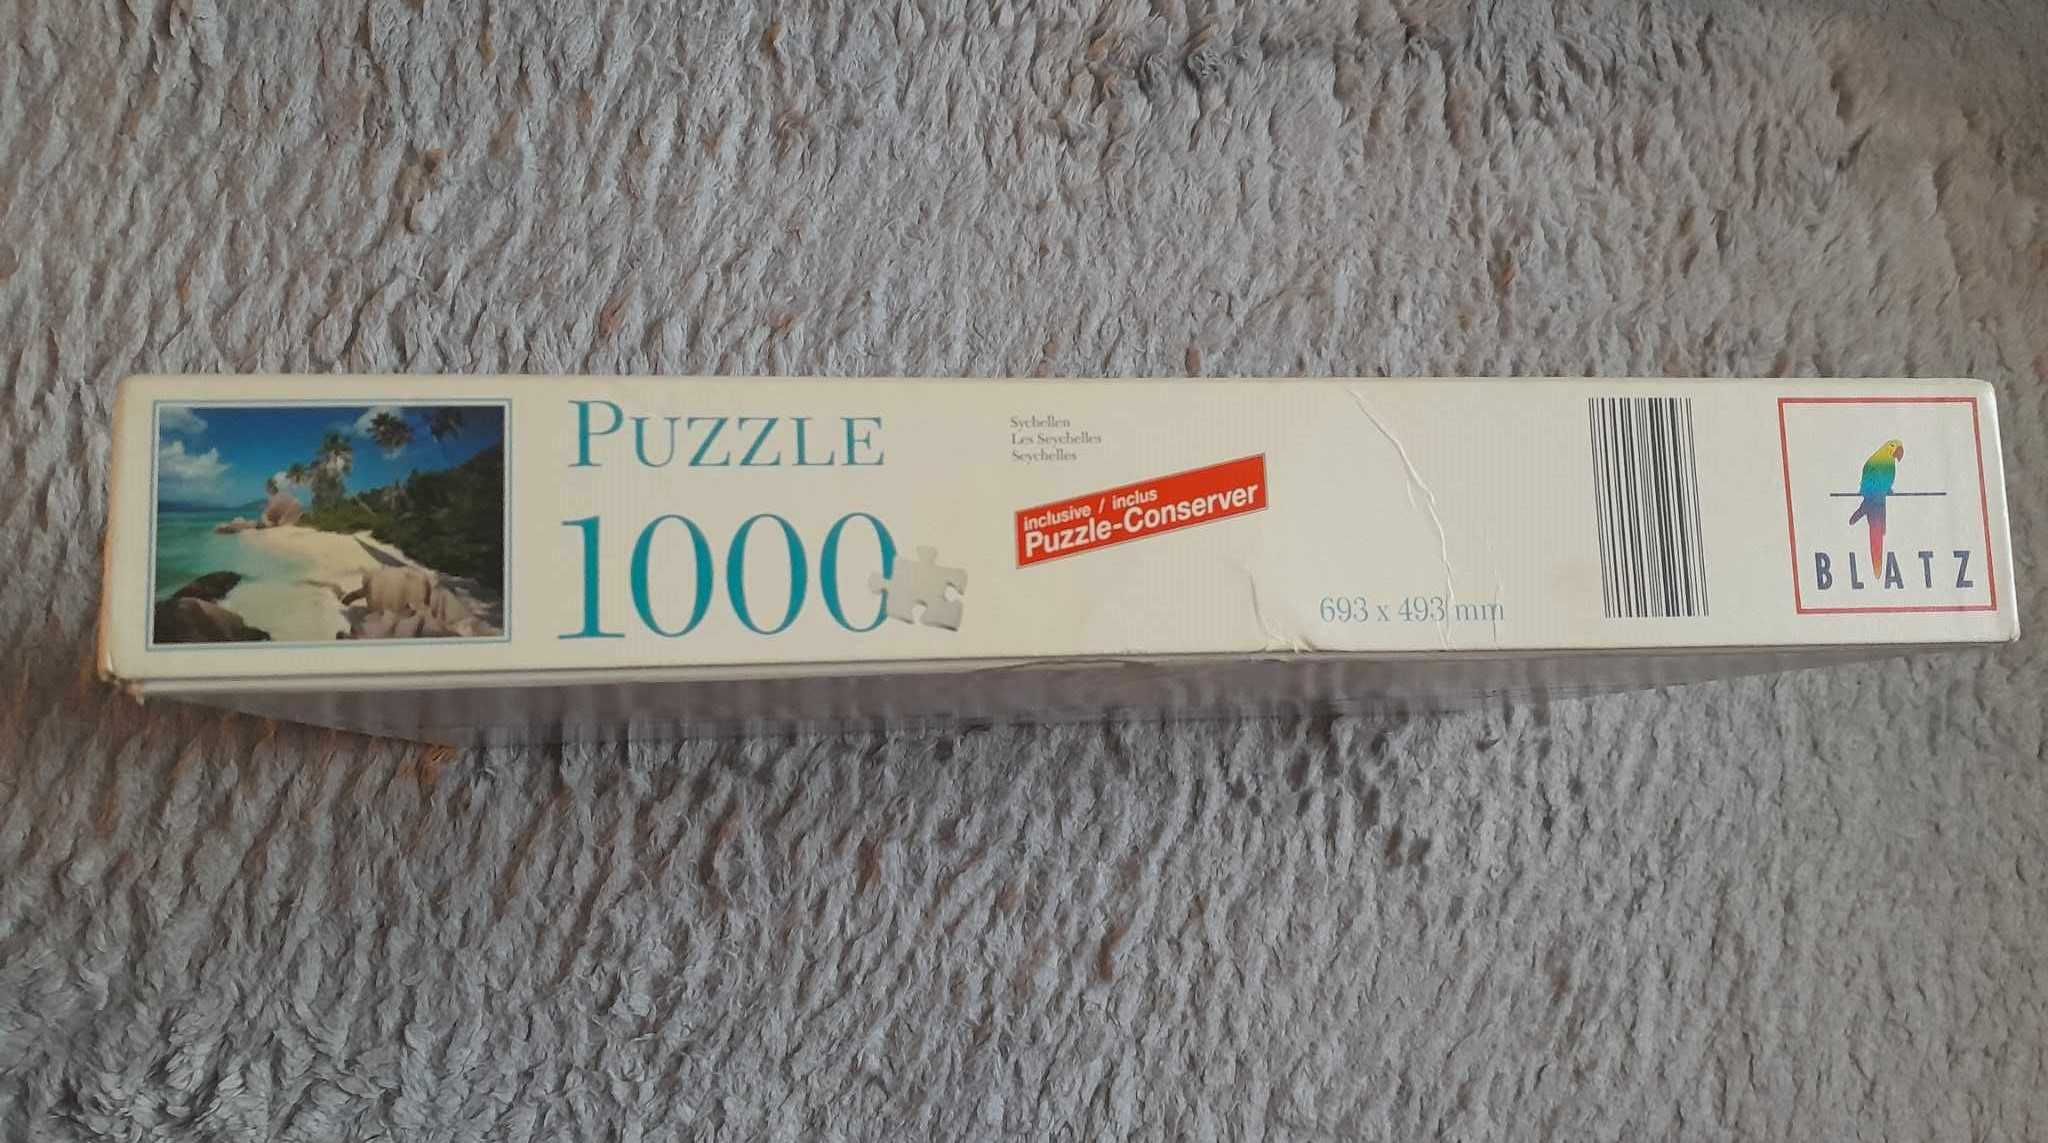 PUZZLE
1000
Sychellen
Les Seychelles
Seychelles
inclusive / inclus
Puzzle-Conserver
693 x 493 mm
BLATZ